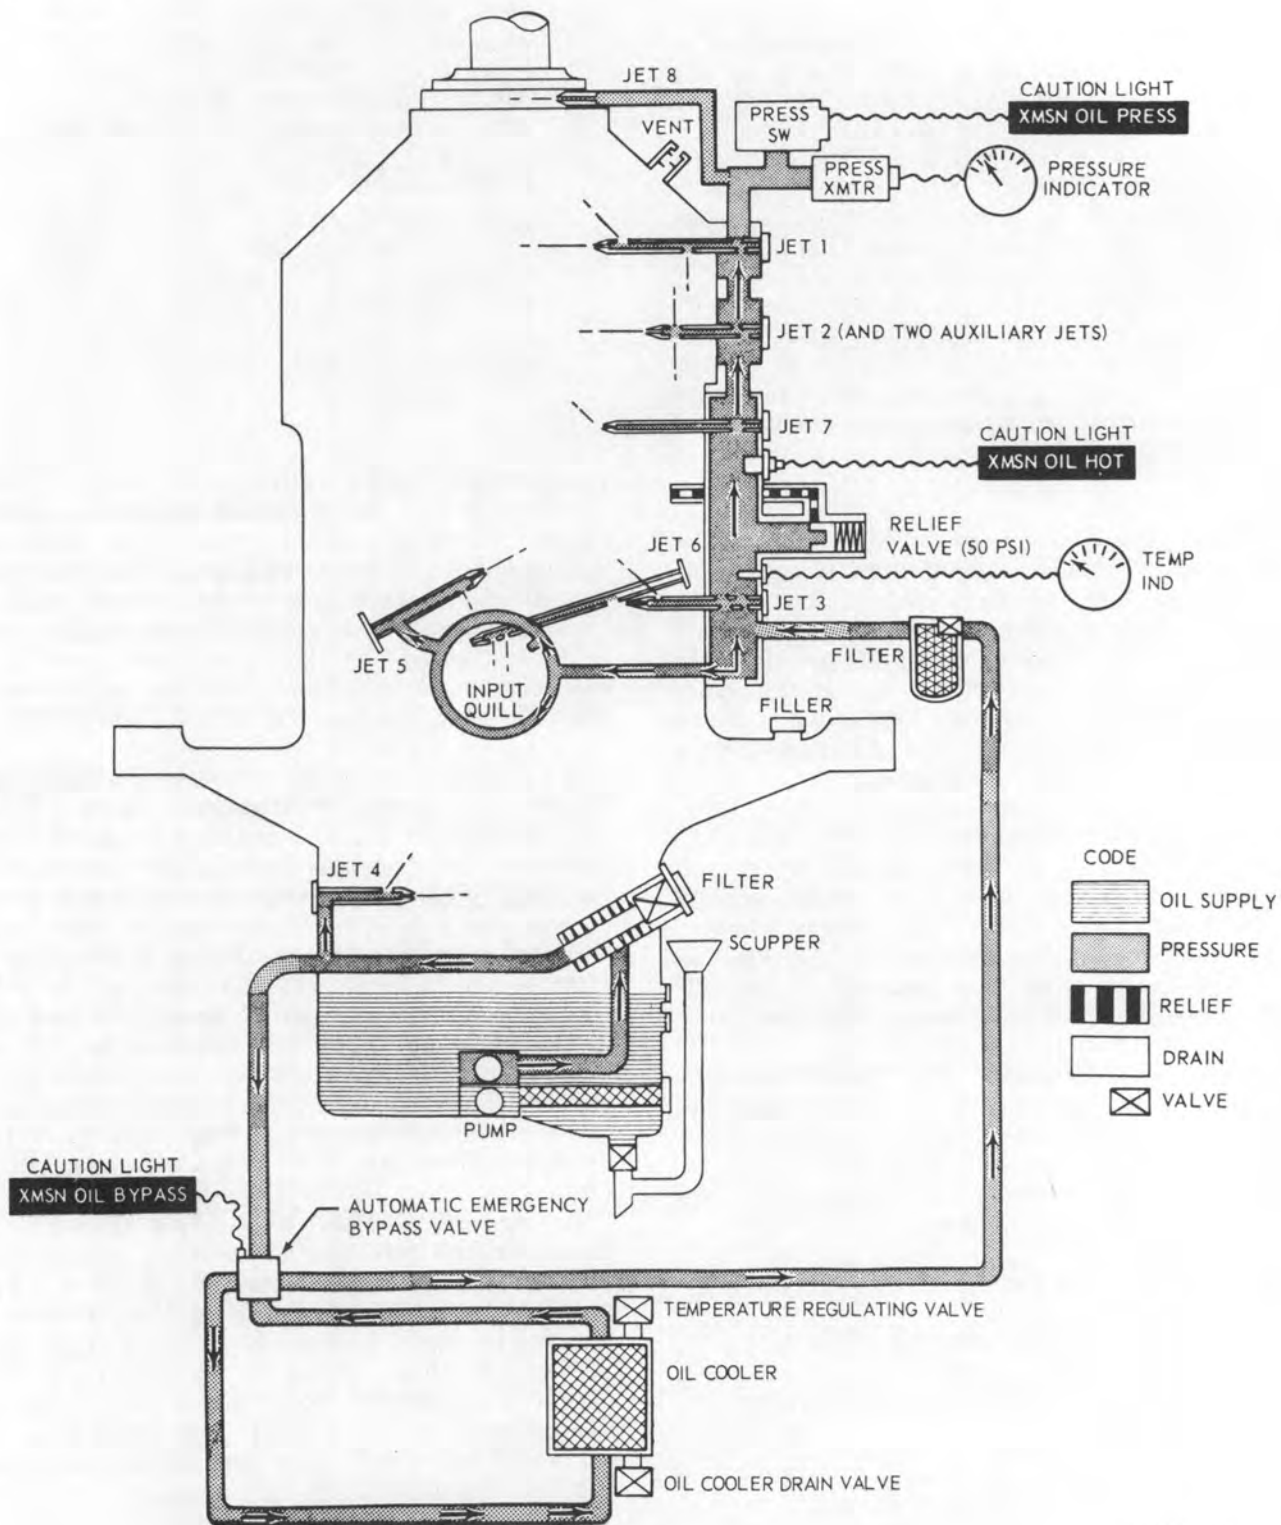 JET 8
CAUTION LIGHT
XMSN OIL PRESS
PRESS
SW
VENT
PRESS
XMTR
PRESSURE
INDICATOR
JET 1
JET 2 (AND TWO AUXILIARY JETS)
JET 7
CAUTION LIGHT
XMSN OIL HOT
RELIEF
VALVE (50 PSI)
JET 6
TEMP
IND
JET 3
JET 5
FILTER
INPUT
QUILL
FILLER
JET 4
FILTER
SCUPPER
CODE
OIL SUPPLY
PRESSURE
RELIEF
DRAIN
VALVE
PUMP
CAUTION LIGHT
XMSN OIL BYPASS
AUTOMATIC EMERGENCY
BYPASS VALVE
TEMPERATURE REGULATING VALVE
OIL COOLER
OIL COOLER DRAIN VALVE